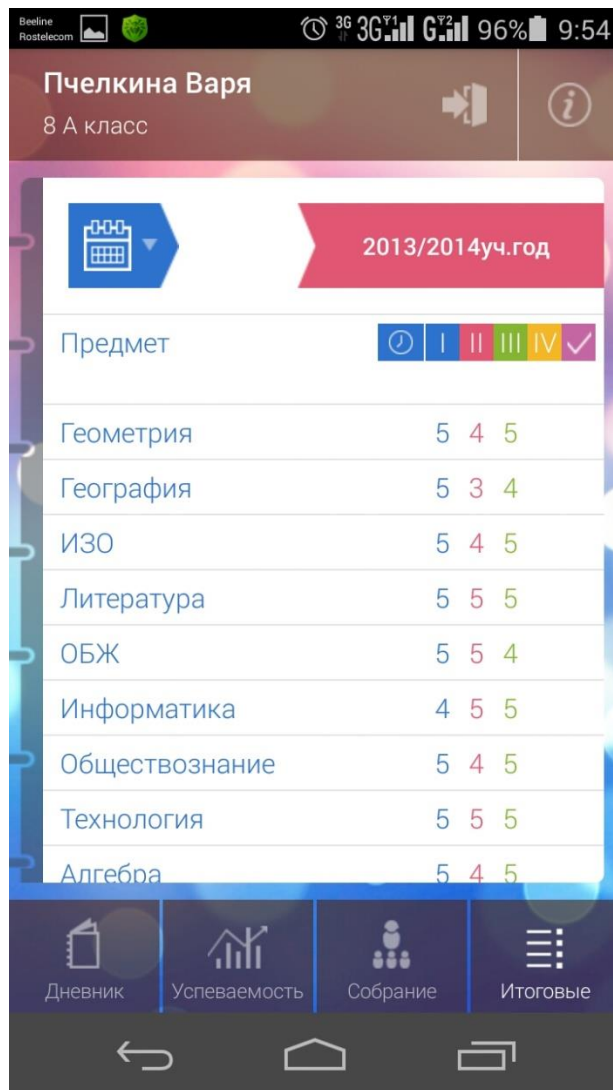 Beeline
Rostelecom
3G 3G G 96% 9:54
Пчелкина Варя
8 А класс
2013/2014уч.год
Предмет I II III IV
Геометрия 5 4 5
География 5 3 4
ИЗО 5 4 5
Литература 5 5 5
ОБЖ 5 5 4
Информатика 4 5 5
Обществознание 5 4 5
Технология 5 5 5
Алгебра 5 4 5
Дневник Успеваемость Собрание Итоговые